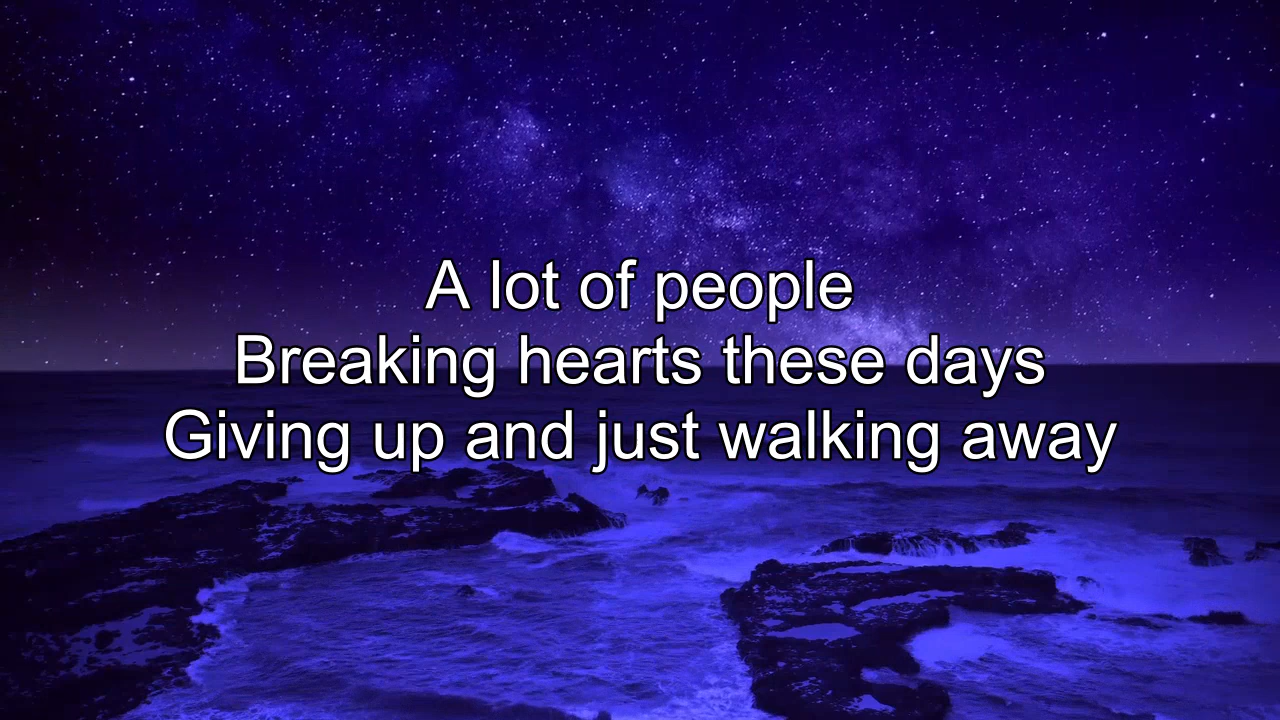 A lot of people
Breaking hearts these days
Giving up and just walking away